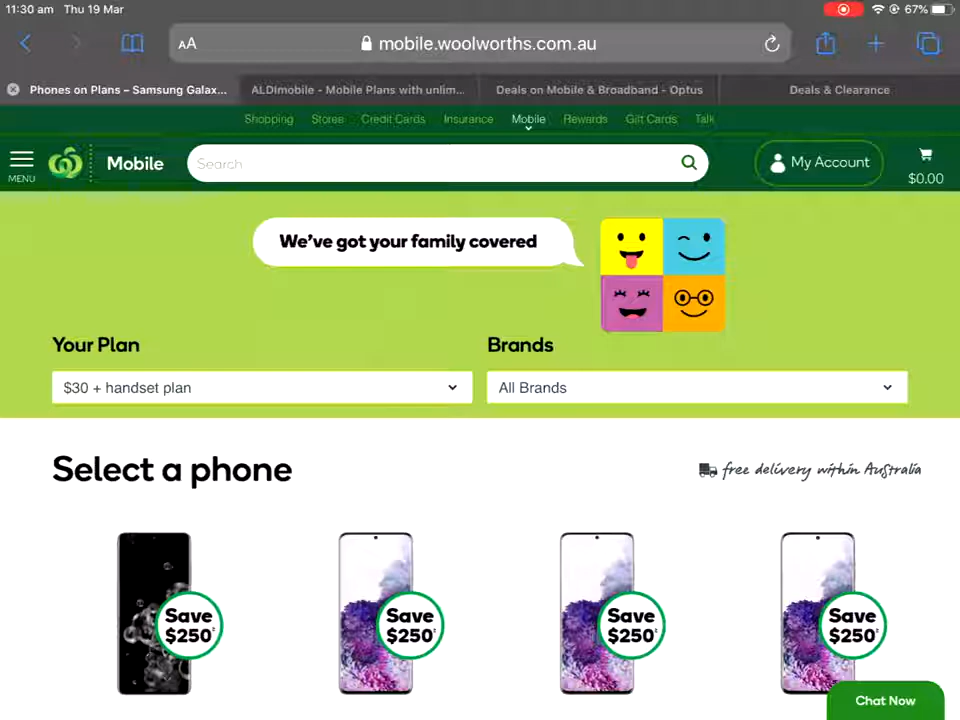 11:30 am Thu 19 Mar 67%
AA mobile.woolworths.com.au
Phones on Plans – Samsung Galax... ALDImobile - Mobile Plans with unlim... Deals on Mobile & Broadband - Optus Deals & Clearance
Shopping Stores Credit Cards Insurance Mobile Rewards Gift Cards Talk
MENU Mobile Search My Account $0.00
We've got your family covered
Your Plan Brands
$30 + handset plan All Brands
Select a phone free delivery within Australia
Save Save Save Save
$250‡ $250‡ $250‡ $250‡
Chat Now